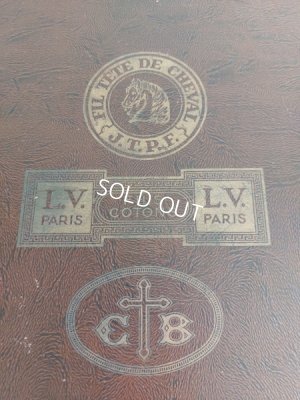 FIL TETE DE CHEVAL
J.T.P.F.
L.V.
PARIS
COTON
L.V.
PARIS
SOLD OUT
C B